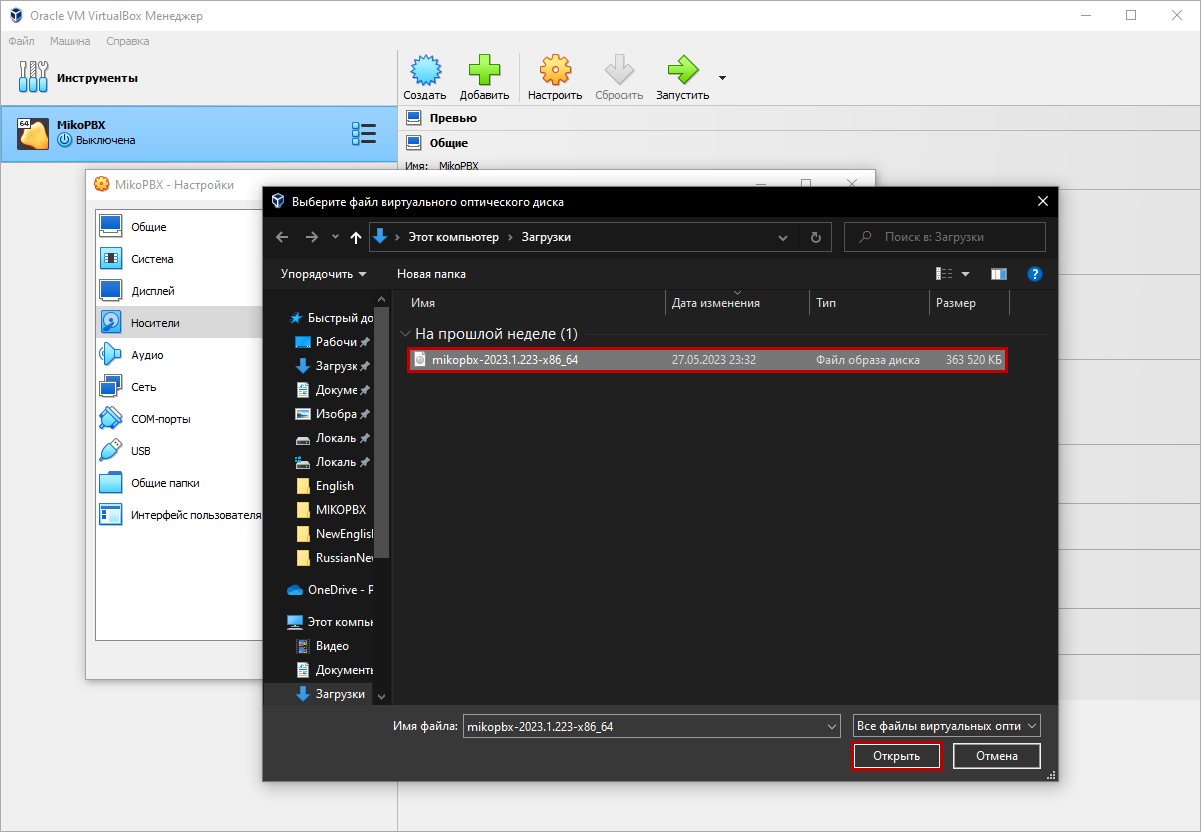 Oracle VM VirtualBox Менеджер
Файл Машина Справка
Инструменты
Создать Добавить Настроить Сбросить Запустить
64 MikoPBX
Выключена
Превью
Общие
Имя: MikoPBX
MikoPBX - Настройки
Общие
Система
Дисплей
Носители
Аудио
Сеть
COM-порты
USB
Общие папки
Интерфейс пользователя
Выберите файл виртуального оптического диска
Этот компьютер › Загрузки
Поиск в: Загрузки
Упорядочить Новая папка ?
Имя Дата изменения Тип Размер
На прошлой неделе (1)
mikopbx-2023.1.223-x86_64 27.05.2023 23:32 Файл образа диска 363 520 КБ
Быстрый до
Рабочи
Загрузк
Докуме
Изобра
Локаль
Локаль
English
MIKOPBX
NewEnglish
RussianNew
OneDrive - P
Этот компьн
Видео
Документы
Загрузки
Имя файла: mikopbx-2023.1.223-x86_64 Все файлы виртуальных опти
Открыть Отмена